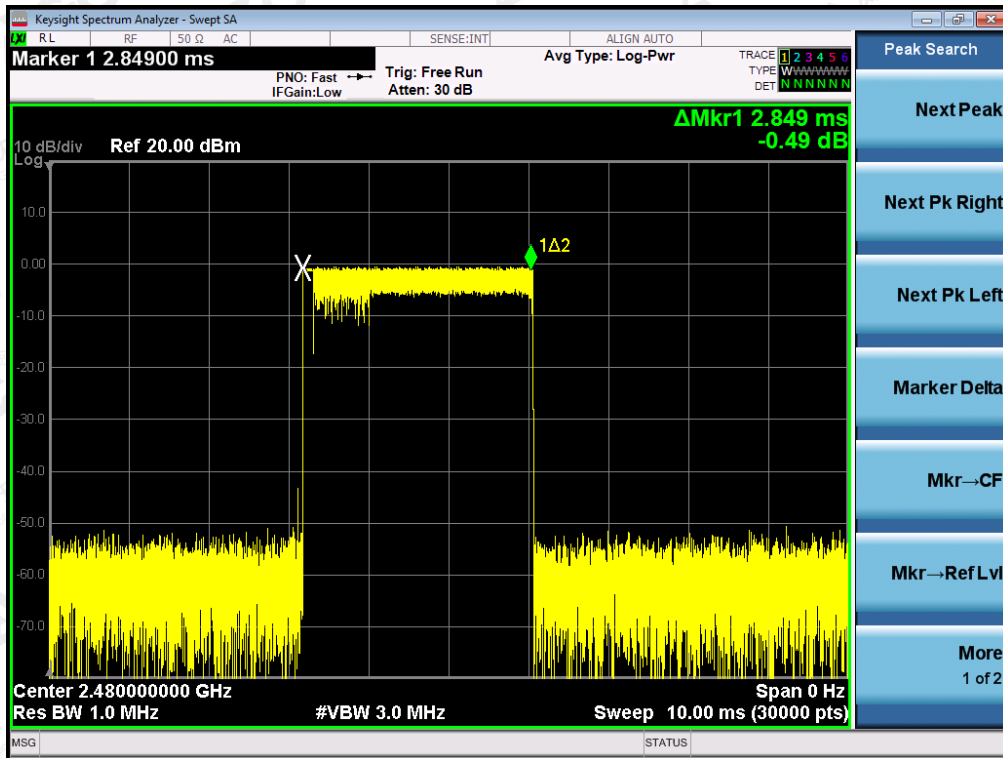 Keysight Spectrum Analyzer - Swept SA
LXI RL RF 50 Ω AC SENSE:INT ALIGN AUTO
Marker 1 2.84900 ms
PNO: Fast
IFGain:Low
Trig: Free Run
Atten: 30 dB
Avg Type: Log-Pwr
TRACE 1 2 3 4 5 6
TYPE WWWWWW
DET N N N N N N
ΔMkr1 2.849 ms
-0.49 dB
10 dB/div Ref 20.00 dBm
Log
10.0
0.00
-10.0
-20.0
-30.0
-40.0
-50.0
-60.0
-70.0
1Δ2
Center 2.480000000 GHz Span 0 Hz
Res BW 1.0 MHz #VBW 3.0 MHz Sweep 10.00 ms (30000 pts)
MSG STATUS
Peak Search
Next Peak
Next Pk Right
Next Pk Left
Marker Delta
Mkr→CF
Mkr→Ref Lvl
More
1 of 2